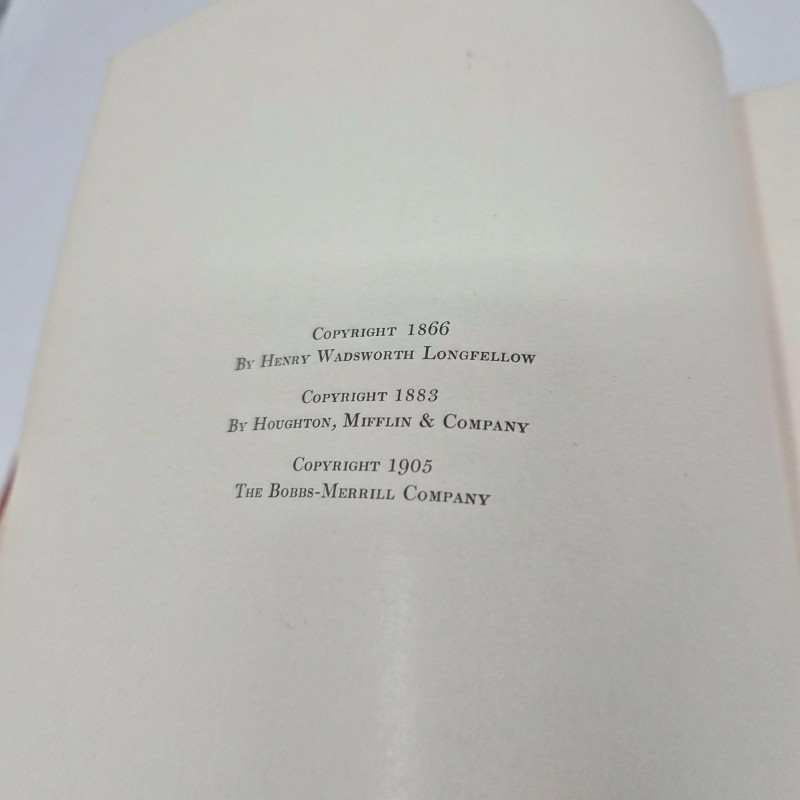 Copyright 1866
By Henry Wadsworth Longfellow
Copyright 1883
By Houghton, Mifflin & Company
Copyright 1905
The Bobbs-Merrill Company